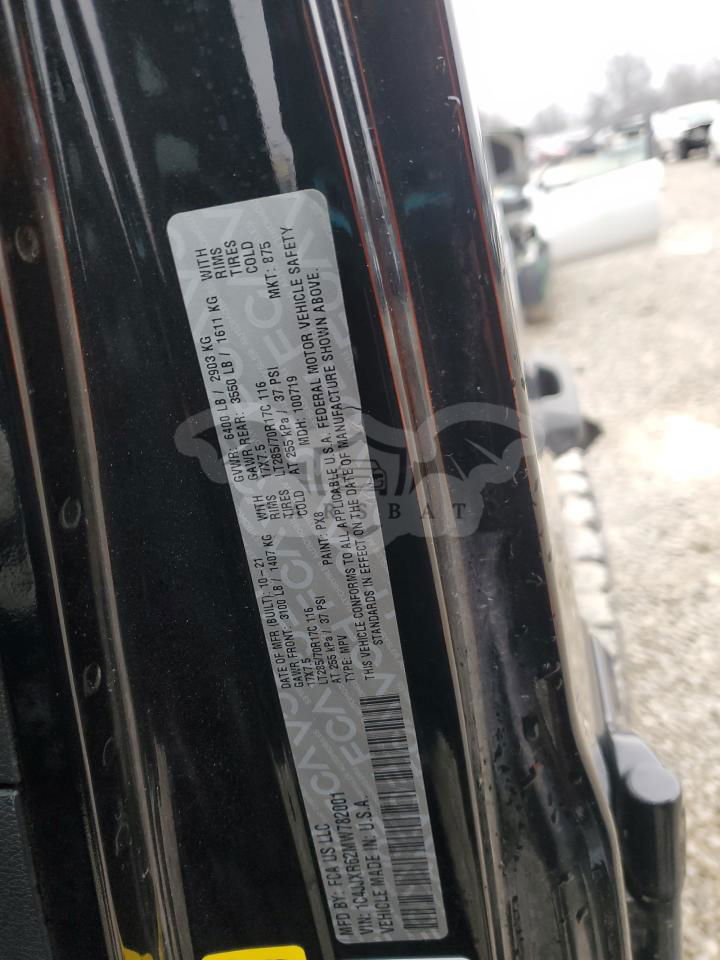 MFD BY: FCA US LLC
DATE OF MFR (BUILT): 10-21
GVWR: 6400 LB / 2903 KG
GAWR FRONT: 3100 LB / 1407 KG WITH
GAWR REAR: 3550 LB / 1611 KG WITH
17X7.5 RIMS
17X7.5 RIMS
LT285/70R17C 116 TIRES
LT285/70R17C 116 TIRES
AT 255 kPa / 37 PSI COLD
AT 255 kPa / 37 PSI COLD
TYPE: MPV PAINT: PX8 MDH: 100719 MKT: 875
THIS VEHICLE CONFORMS TO ALL APPLICABLE U.S.A. FEDERAL MOTOR VEHICLE SAFETY
STANDARDS IN EFFECT ON THE DATE OF MANUFACTURE SHOWN ABOVE.
VIN: 1C4JJXR62MW782001
VEHICLE MADE IN: U.S.A.
RSBAT